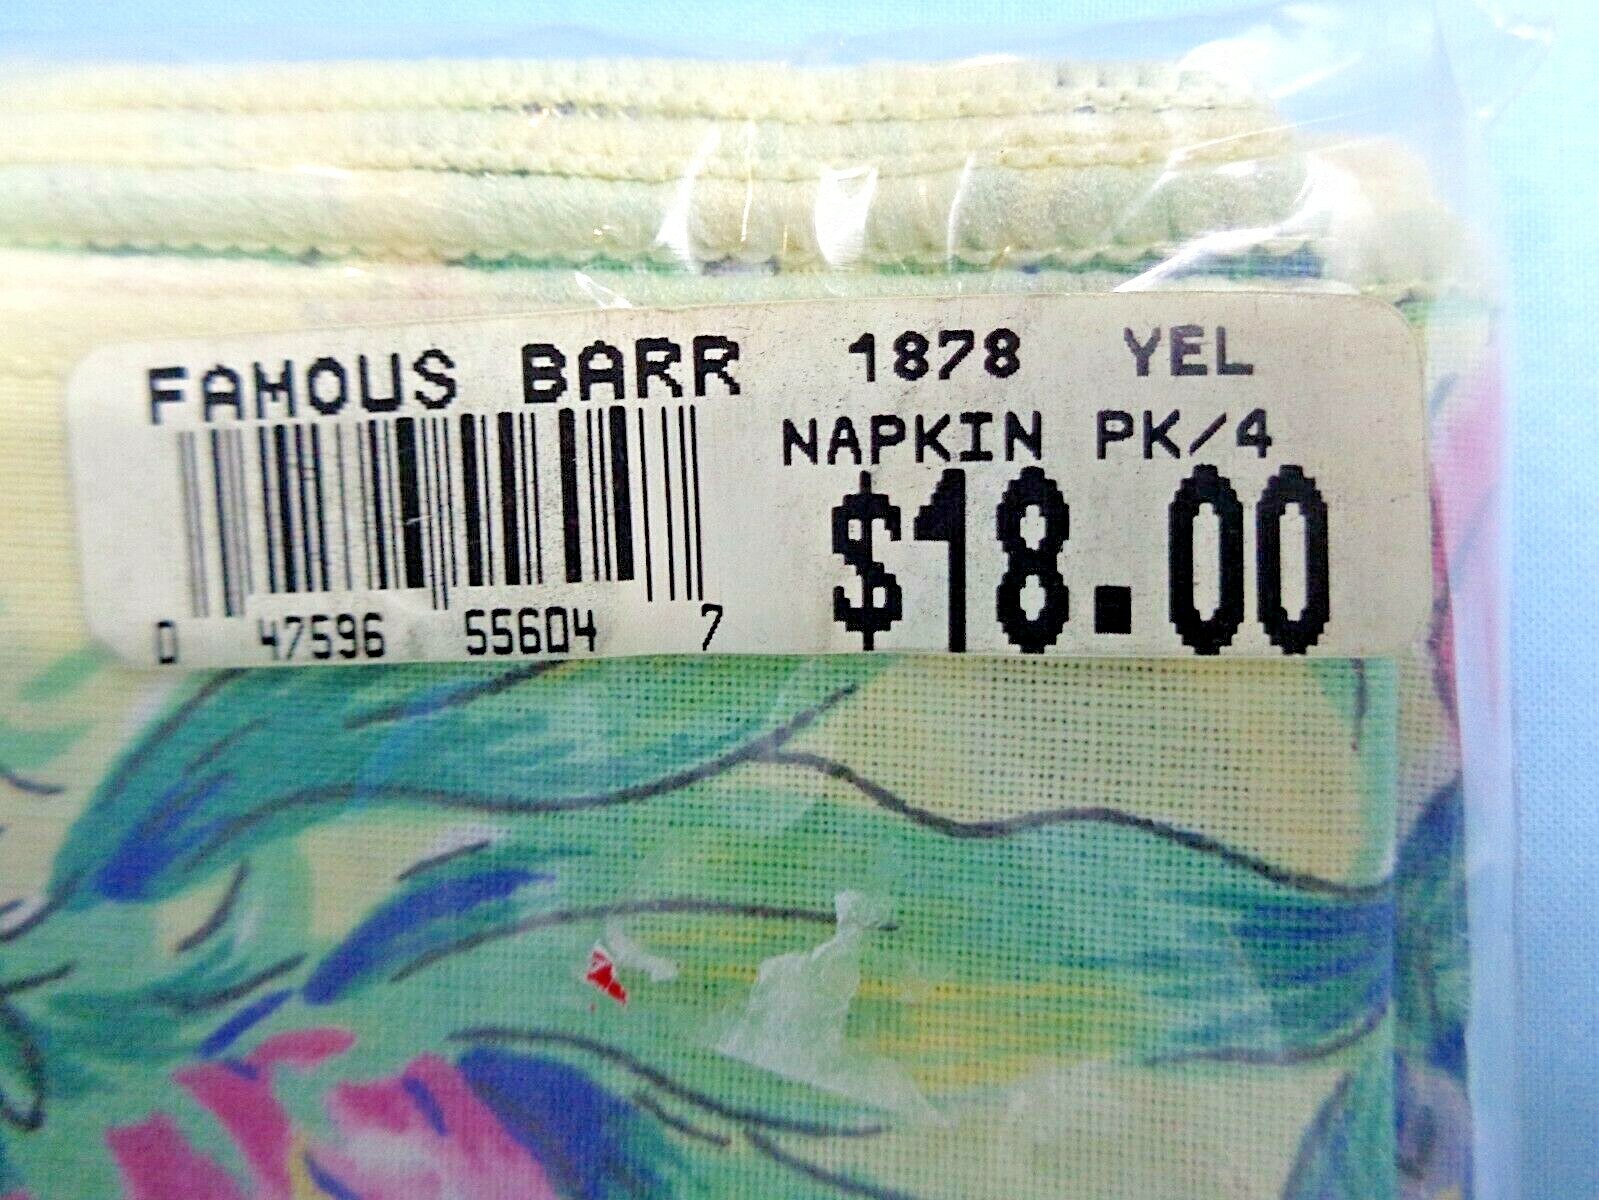 FAMOUS BARR 1878 YEL
NAPKIN PK/4
$18.00
0 47596 55604 7